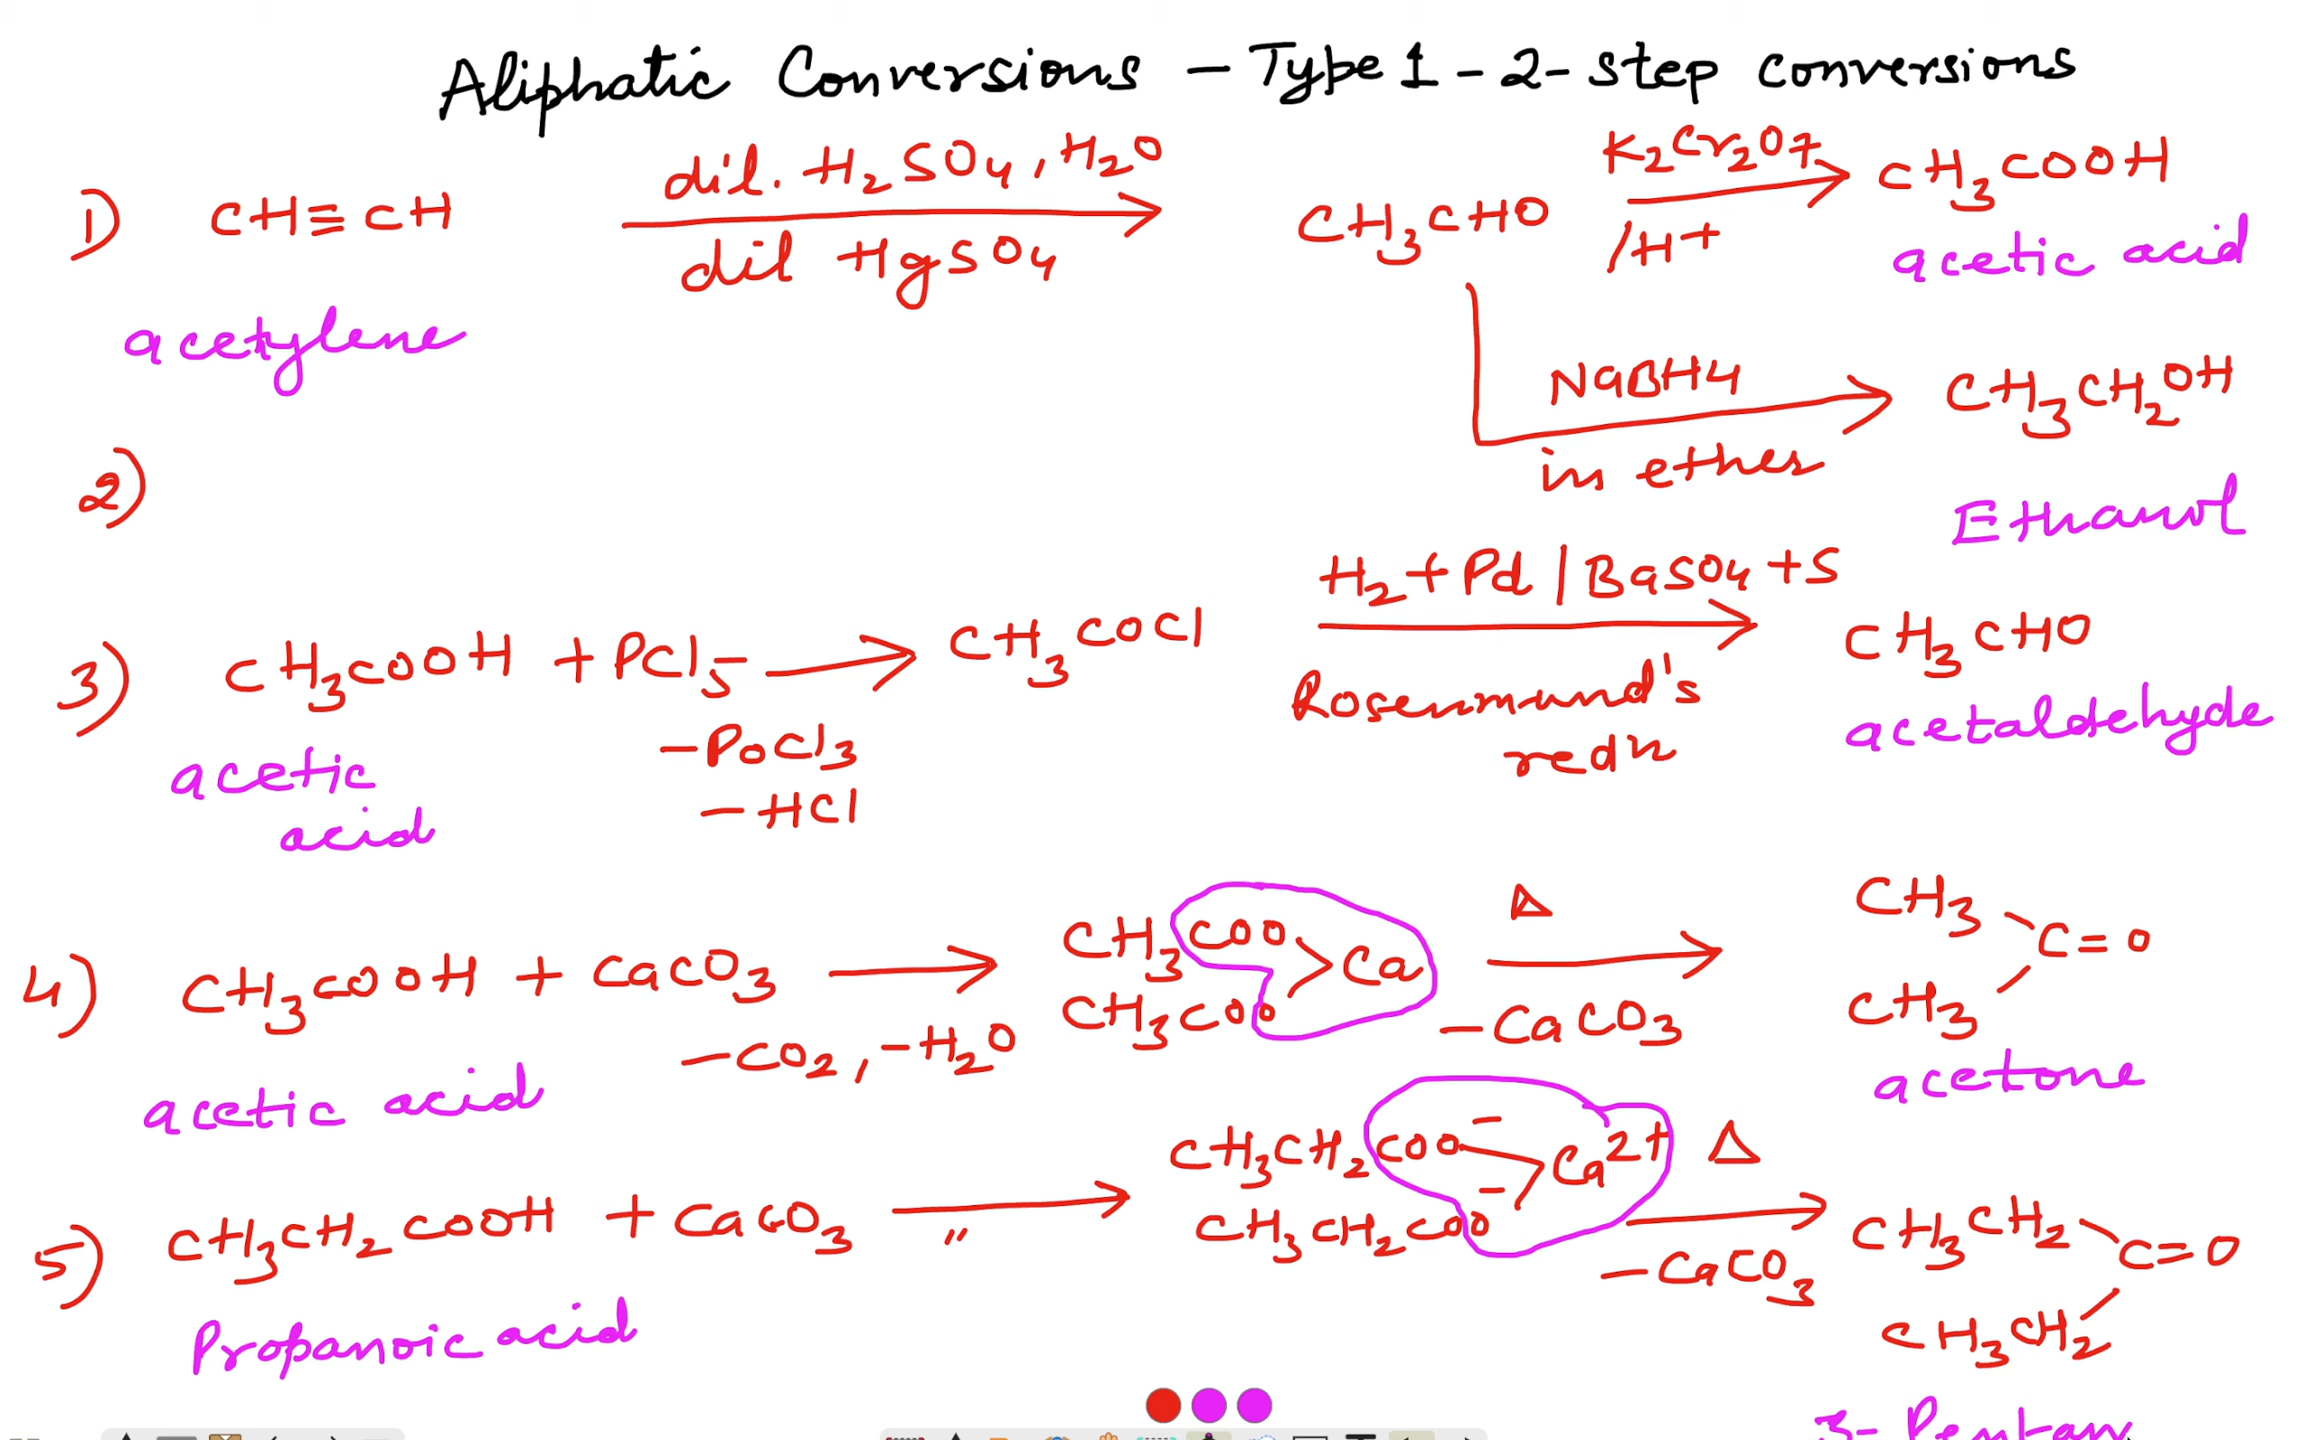 Aliphatic Conversions - Type 1 - 2 - step conversions
1) CH≡CH dil. H2SO4, H2O dil HgSO4 CH3CHO K2Cr2O7 /H+ CH3COOH
acetylene acetic acid
NaBH4 in ether CH3CH2OH
2) Ethanol
3) CH3COOH + PCl5 → CH3COCl H2 + Pd | BaSO4 + S CH3CHO
-POCl3 Rosenmund's redn acetaldehyde
-HCl
acetic
acid
4) CH3COOH + CaCO3 → CH3COO > Ca Δ CH3 C=O
-CO2, -H2O CH3COO -CaCO3 CH3
acetic acid acetone
5) CH3CH2COOH + CaCO3 " → CH3CH2COO- Ca2+ Δ CH3CH2 C=O
CH3CH2COO- -CaCO3 CH3CH2
Propanoic acid
3-